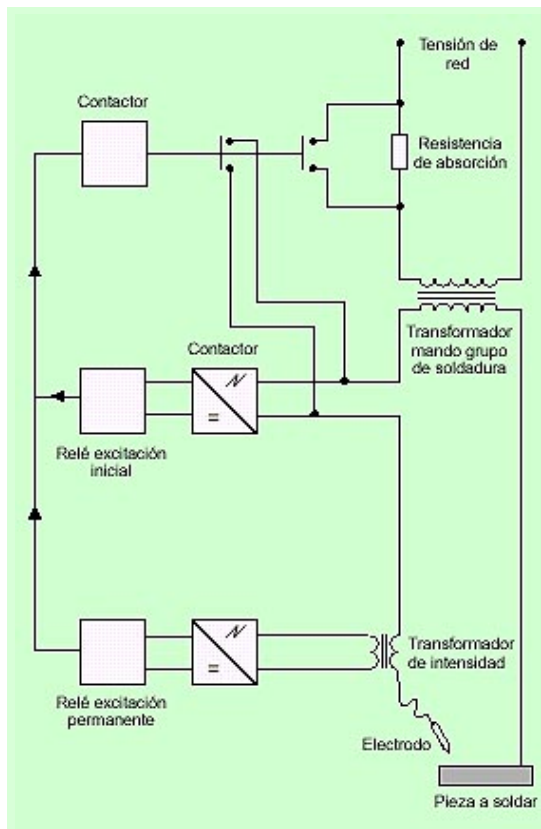 Tensión de
red
Contactor
Resistencia
de absorción
Transformador
mando grupo
de soldadura
Contactor
N
=
Relé excitación
inicial
N
=
Transformador
de intensidad
Relé excitación
permanente
Electrodo
Pieza a soldar